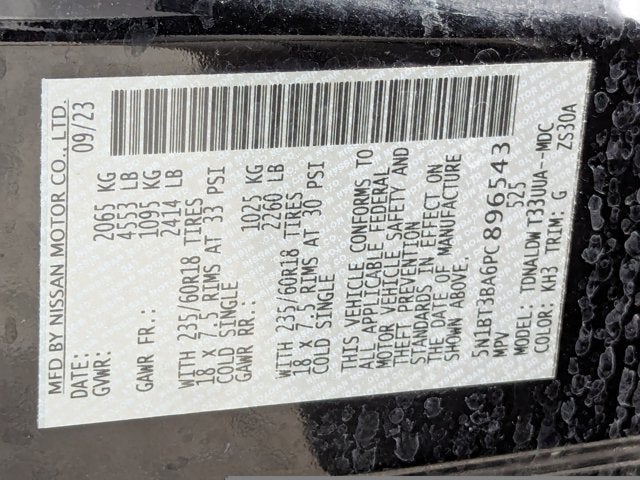 MFD BY NISSAN MOTOR CO., LTD.
DATE: 09/23
GVWR: 2065 KG
4553 LB
GAWR FR.: 1095 KG
2414 LB
WITH 235/60R18 TIRES
18 X 7.5 RIMS AT 33 PSI
COLD SINGLE
GAWR RR.: 1025 KG
2260 LB
WITH 235/60R18 TIRES
18 X 7.5 RIMS AT 30 PSI
COLD SINGLE
THIS VEHICLE CONFORMS TO
ALL APPLICABLE FEDERAL
MOTOR VEHICLE SAFETY AND
THEFT PREVENTION
STANDARDS IN EFFECT ON
THE DATE OF MANUFACTURE
SHOWN ABOVE.
5N1BT3BA6PC896543
MPV 525
MODEL: TDNALDWT33UUA--MDC
COLOR: KH3 TRIM: G ZS30A